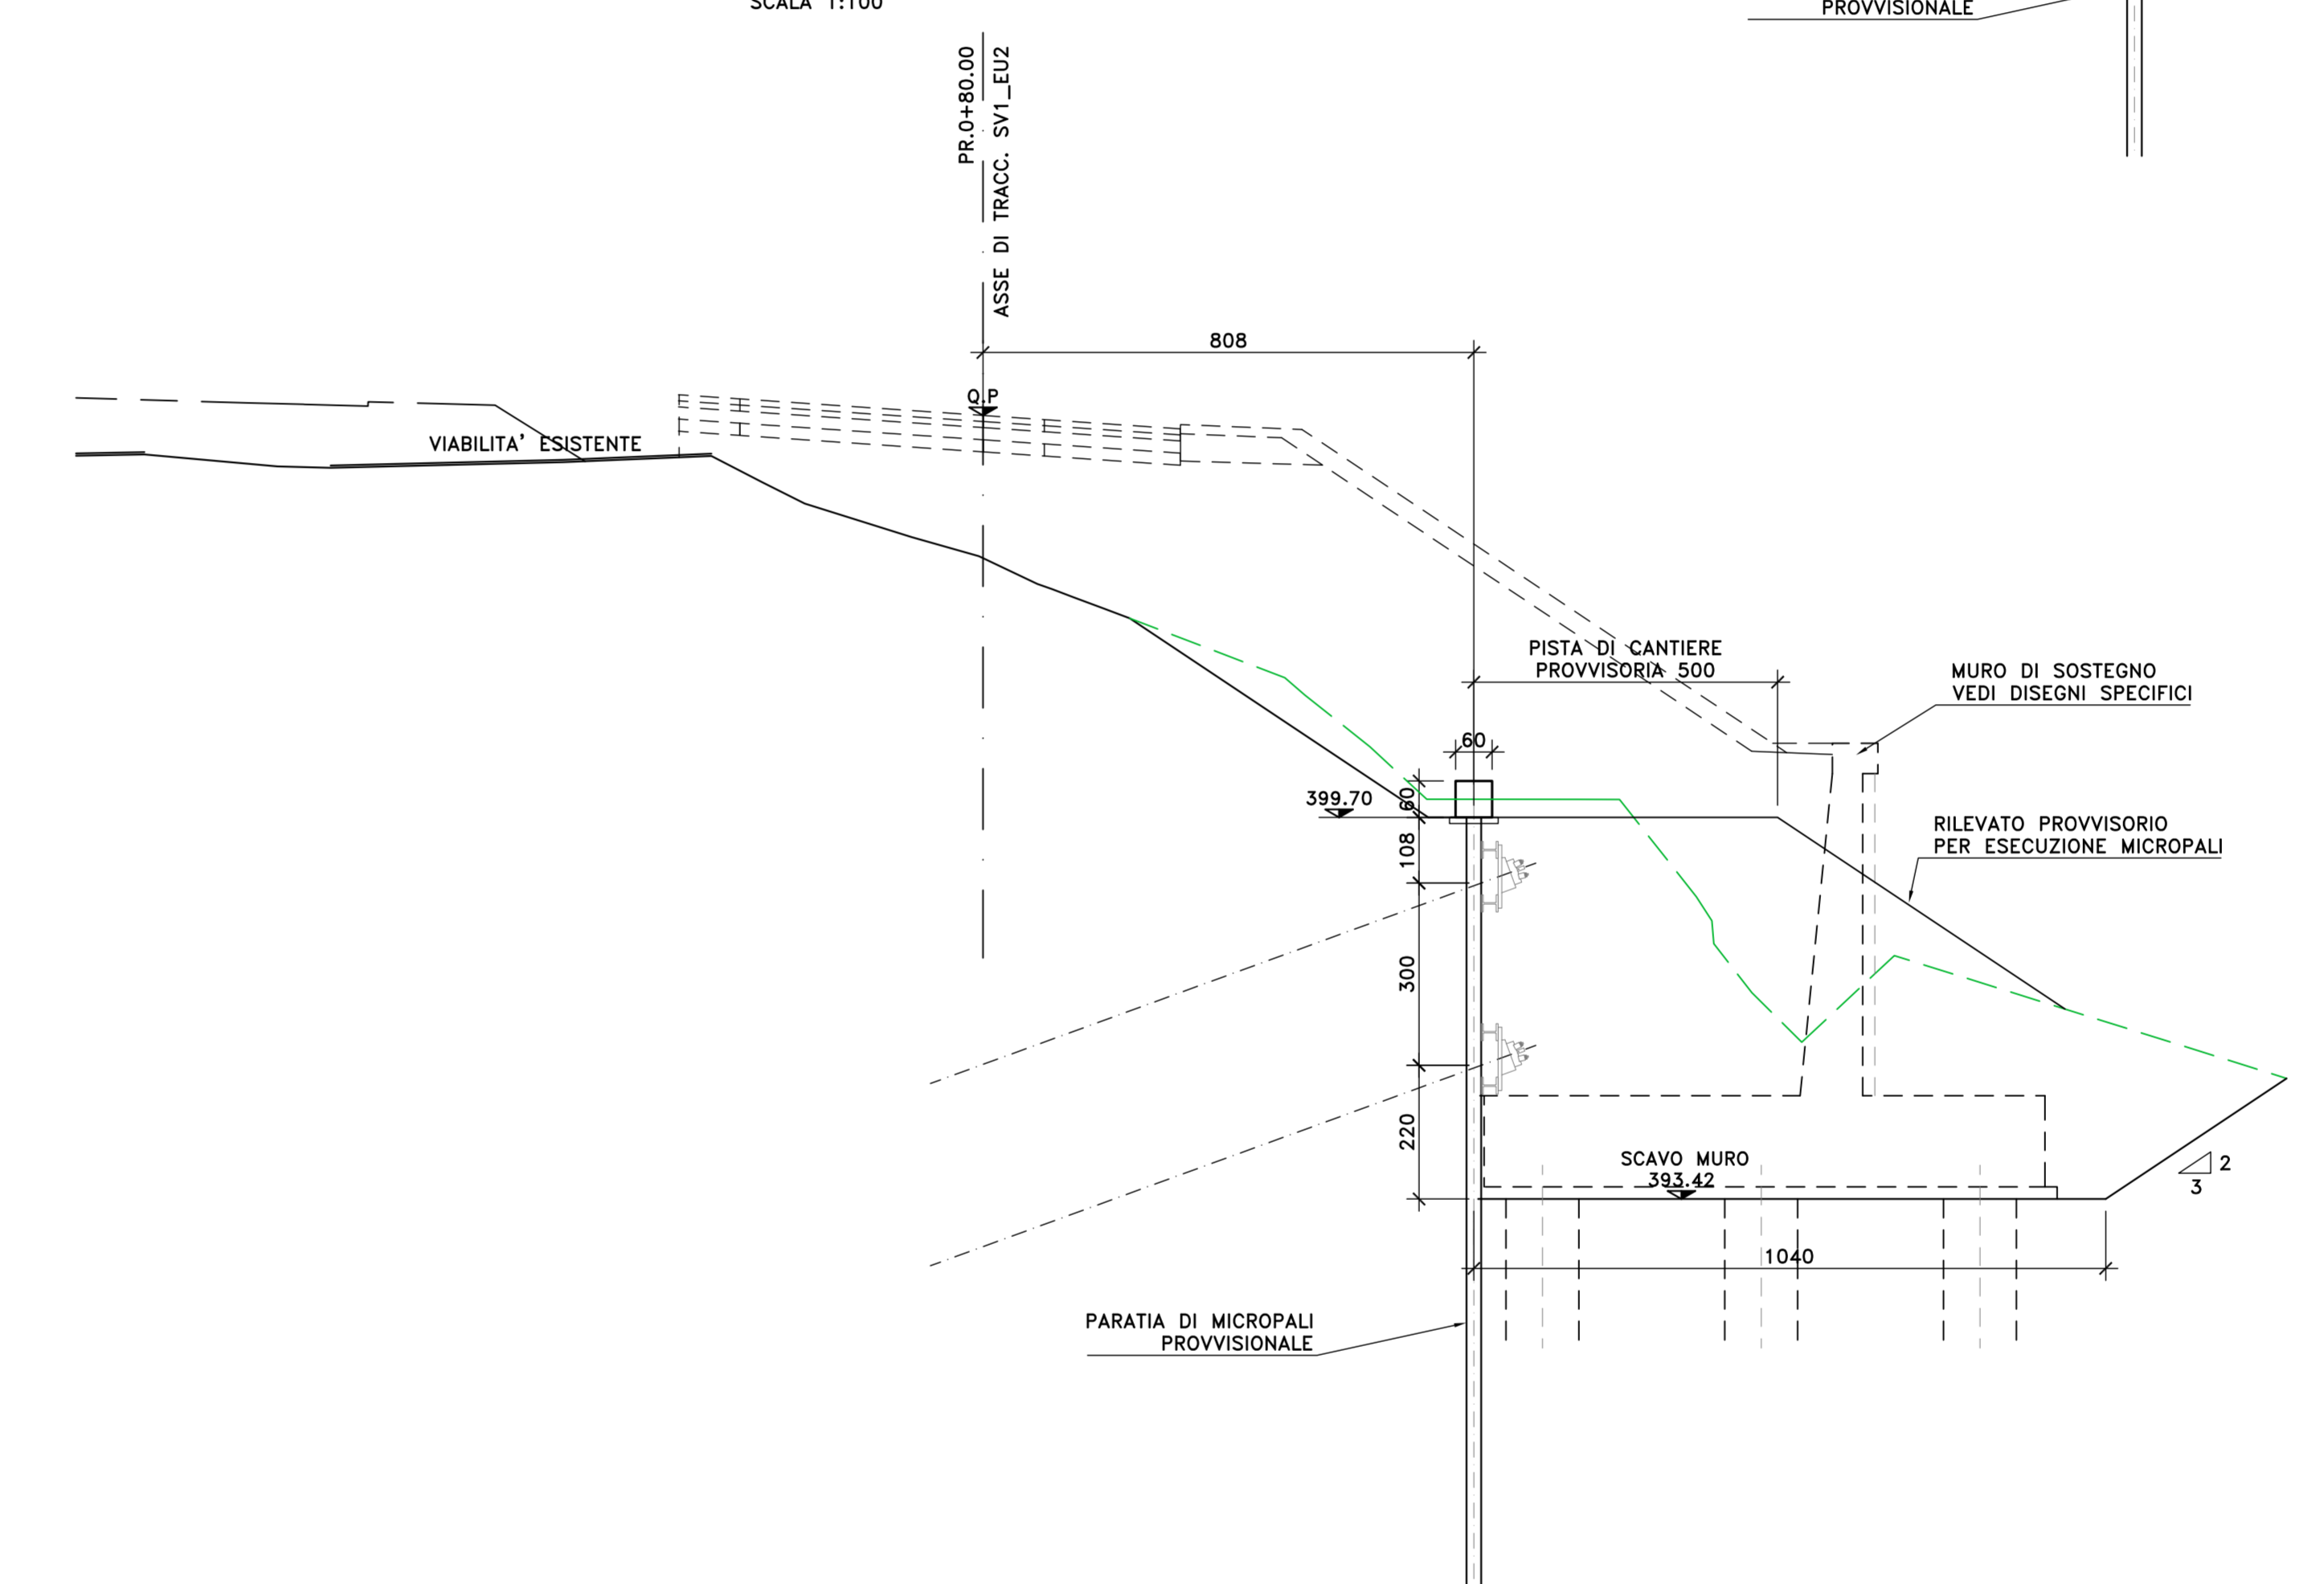 SCALA 1:100
PROVVISIONALE
PR.0+80.00
ASSE DI TRACC. SV1_EU2
808
Q.P
VIABILITA' ESISTENTE
PISTA DI CANTIERE
PROVVISORIA 500
MURO DI SOSTEGNO
VEDI DISEGNI SPECIFICI
60
399.70
60
108
RILEVATO PROVVISORIO
PER ESECUZIONE MICROPALI
300
220
SCAVO MURO
393.42
2
3
1040
PARATIA DI MICROPALI
PROVVISIONALE